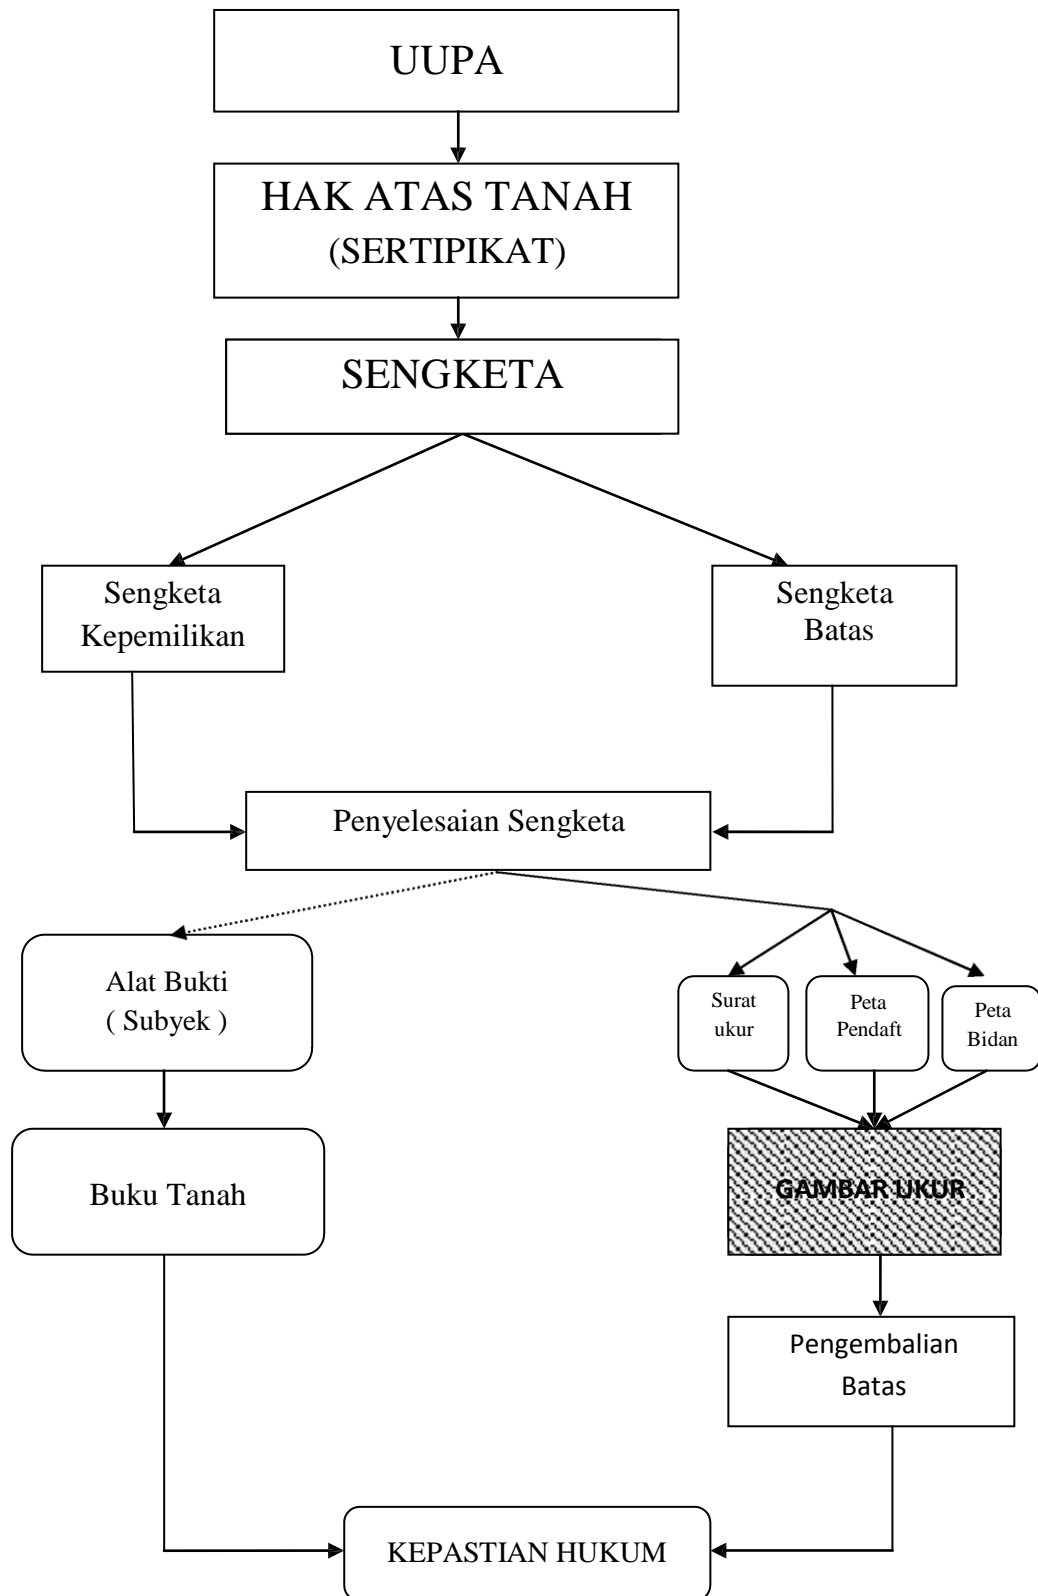 UUPA
HAK ATAS TANAH
(SERTIPIKAT)
SENGKETA
Sengketa
Kepemilikan
Sengketa
Batas
Penyelesaian Sengketa
Alat Bukti
( Subyek )
Surat
ukur
Peta
Pendaft
Peta
Bidan
Buku Tanah
GAMBAR UKUR
Pengembalian
Batas
KEPASTIAN HUKUM